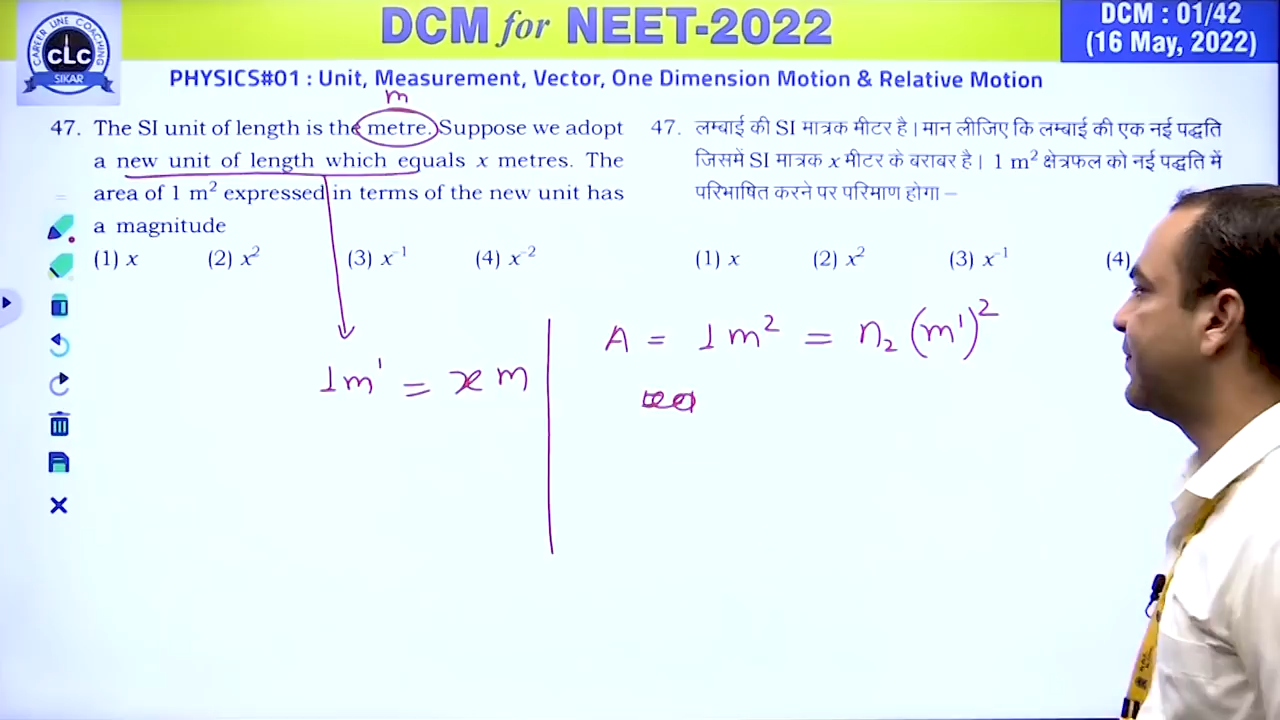 DCM for NEET-2022
DCM : 01/42
(16 May, 2022)
CAREER LINE COACHING
CLC
SIKAR
PHYSICS#01 : Unit, Measurement, Vector, One Dimension Motion & Relative Motion
m
47. The SI unit of length is the metre. Suppose we adopt
a new unit of length which equals x metres. The
area of 1 m² expressed in terms of the new unit has
a magnitude
(1) x (2) x² (3) x⁻¹ (4) x⁻²
47. लम्बाई की SI मात्रक मीटर है। मान लीजिए कि लम्बाई की एक नई पद्धति
जिसमें SI मात्रक x मीटर के बराबर है। 1 m² क्षेत्रफल को नई पद्धति में
परिभाषित करने पर परिमाण होगा –
(1) x (2) x² (3) x⁻¹ (4)
1m' = x m
A = 1m² = n₂ (m')²